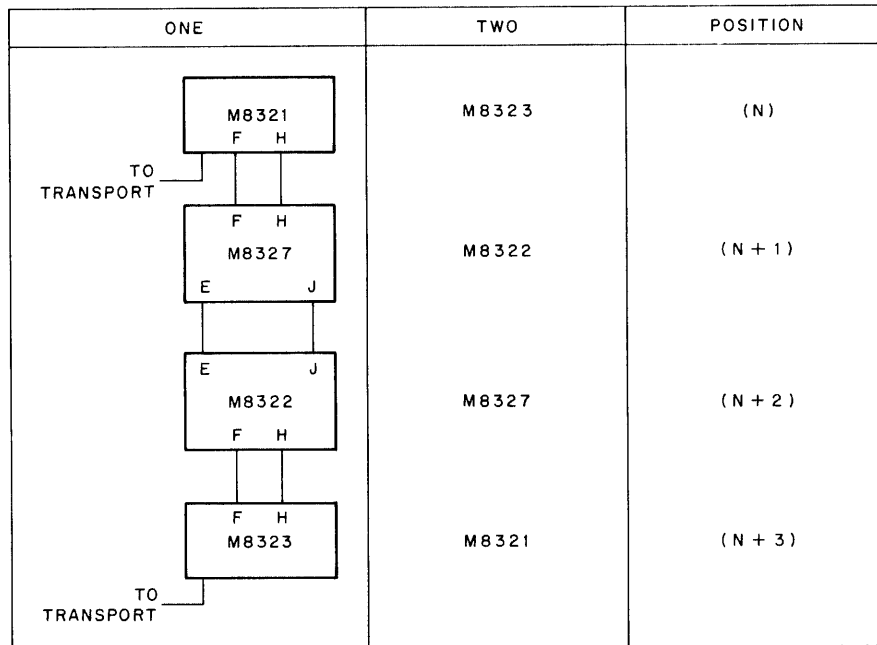 ONE TWO POSITION
M8321 M8323 (N)
F H
TO
TRANSPORT
F H
M8327 M8322 (N + 1)
E J
E J
M8322 M8327 (N + 2)
F H
F H
M8323 M8321 (N + 3)
TO
TRANSPORT